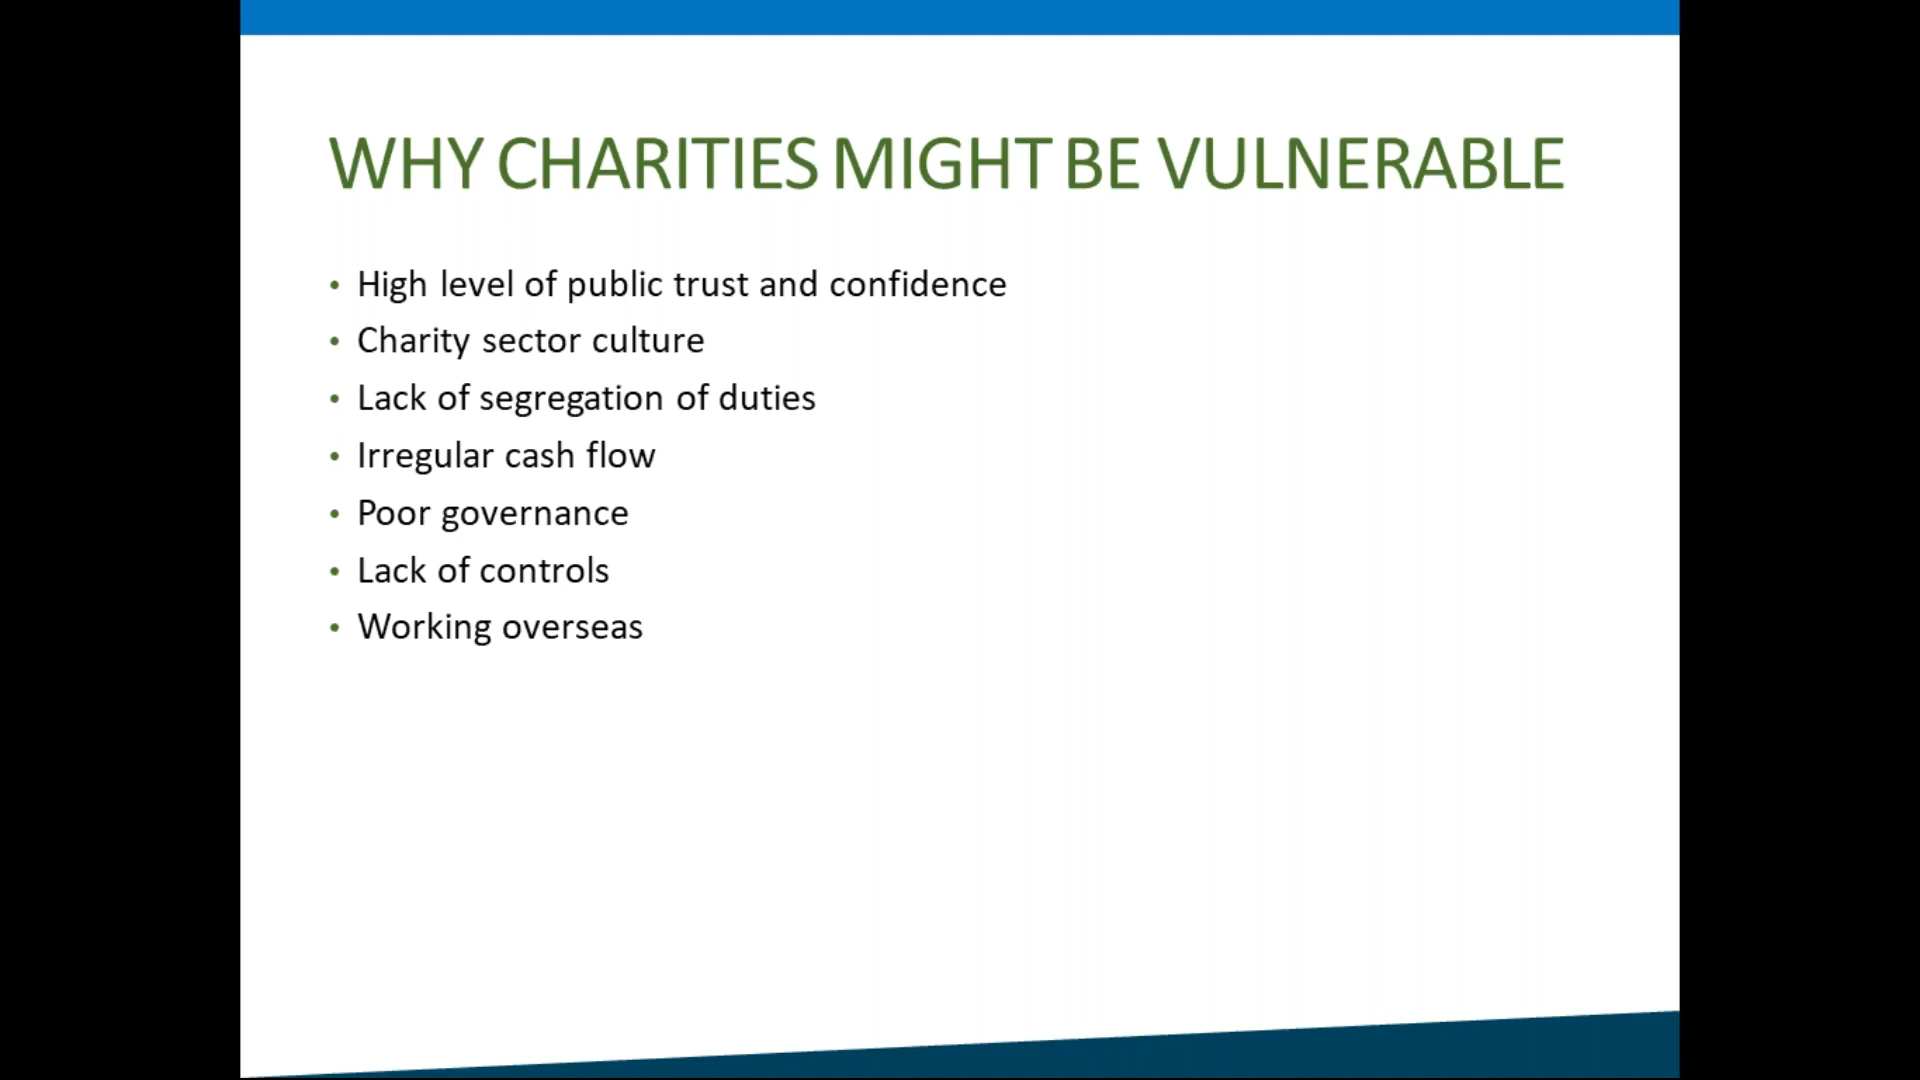 WHY CHARITIES MIGHT BE VULNERABLE
• High level of public trust and confidence
• Charity sector culture
• Lack of segregation of duties
• Irregular cash flow
• Poor governance
• Lack of controls
• Working overseas